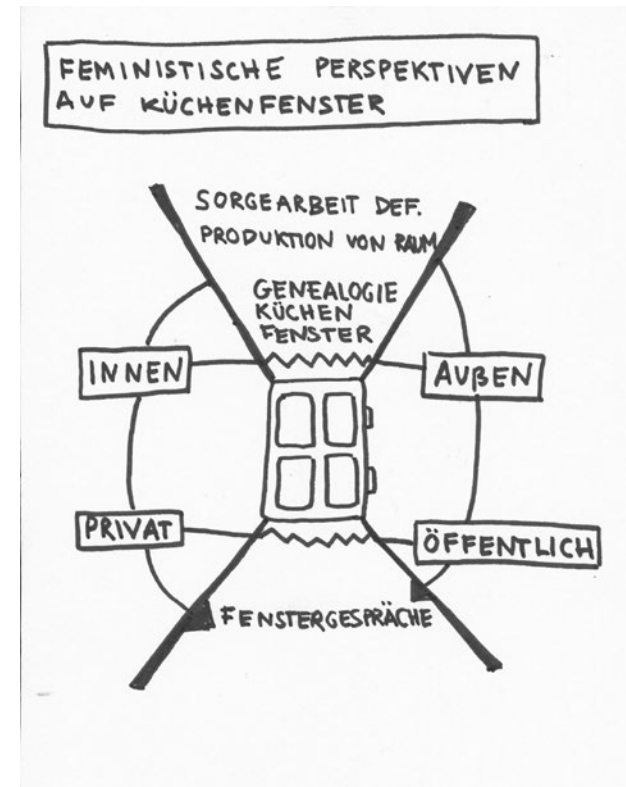 FEMINISTISCHE PERSPEKTIVEN
AUF KÜCHENFENSTER
SORGEARBEIT DEF.
PRODUKTION VON RAUM
GENEALOGIE
KÜCHEN
FENSTER
INNEN
AUßEN
PRIVAT
ÖFFENTLICH
FENSTERGESPRÄCHE